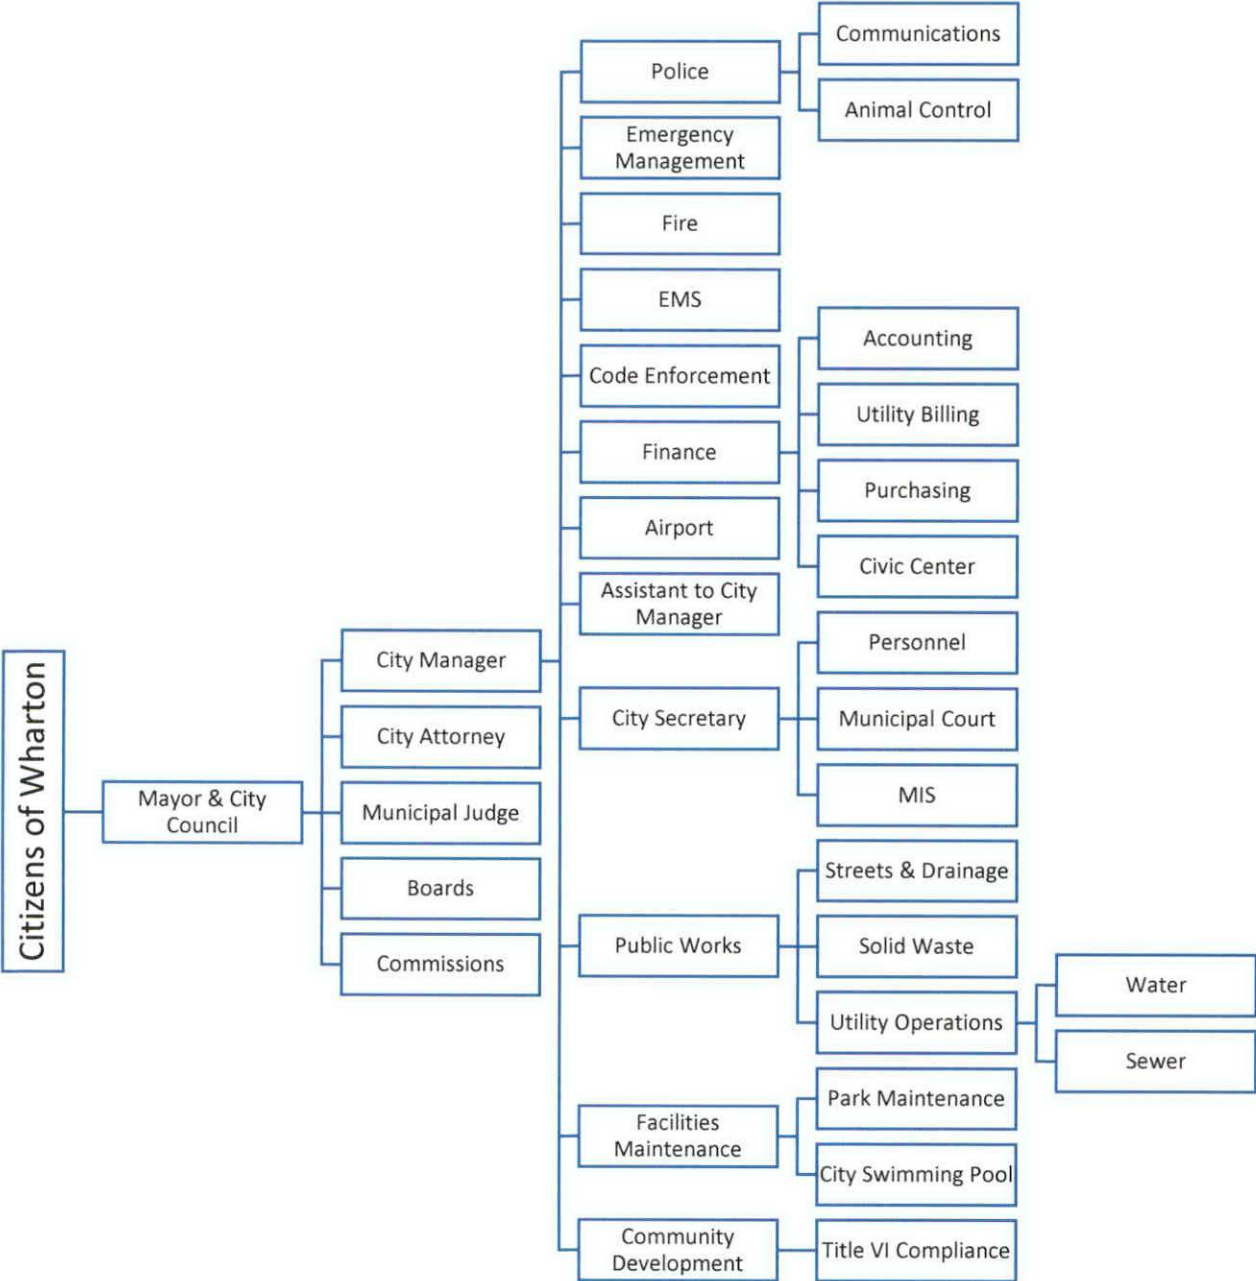 Citizens of Wharton
Mayor & City
Council
City Manager
City Attorney
Municipal Judge
Boards
Commissions
Police
Emergency
Management
Fire
EMS
Code Enforcement
Finance
Airport
Assistant to City
Manager
City Secretary
Public Works
Facilities
Maintenance
Community
Development
Communications
Animal Control
Accounting
Utility Billing
Purchasing
Civic Center
Personnel
Municipal Court
MIS
Streets & Drainage
Solid Waste
Utility Operations
Park Maintenance
City Swimming Pool
Title VI Compliance
Water
Sewer